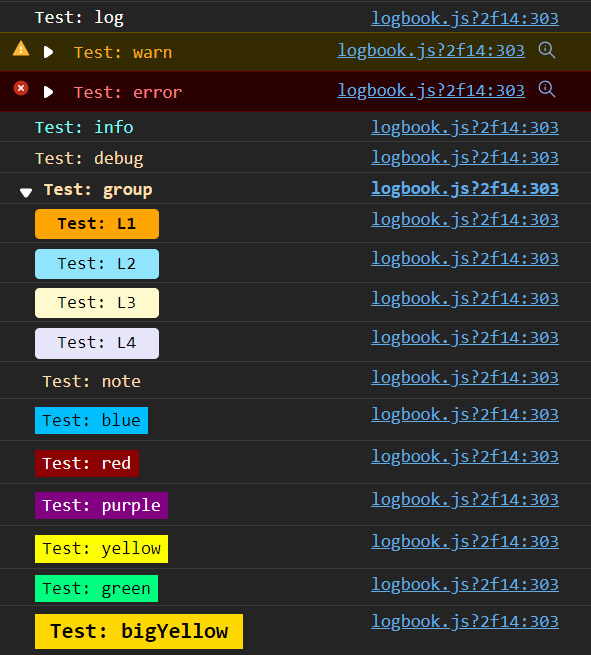 Test: log logbook.js?2f14:303
Test: warn logbook.js?2f14:303
Test: error logbook.js?2f14:303
Test: info logbook.js?2f14:303
Test: debug logbook.js?2f14:303
Test: group logbook.js?2f14:303
Test: L1 logbook.js?2f14:303
Test: L2 logbook.js?2f14:303
Test: L3 logbook.js?2f14:303
Test: L4 logbook.js?2f14:303
Test: note logbook.js?2f14:303
Test: blue logbook.js?2f14:303
Test: red logbook.js?2f14:303
Test: purple logbook.js?2f14:303
Test: yellow logbook.js?2f14:303
Test: green logbook.js?2f14:303
Test: bigYellow logbook.js?2f14:303